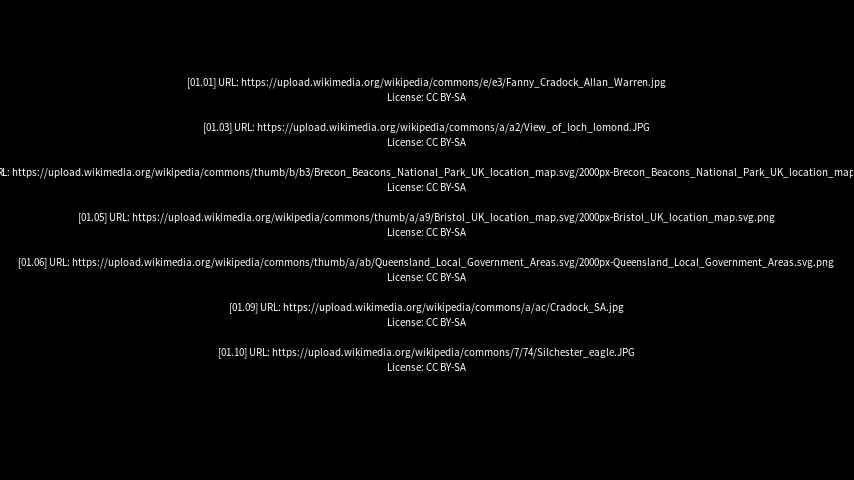 [01.01] URL: https://upload.wikimedia.org/wikipedia/commons/e/e3/Fanny_Cradock_Allan_Warren.jpg
License: CC BY-SA
[01.03] URL: https://upload.wikimedia.org/wikipedia/commons/a/a2/View_of_loch_lomond.JPG
License: CC BY-SA
RL: https://upload.wikimedia.org/wikipedia/commons/thumb/b/b3/Brecon_Beacons_National_Park_UK_location_map.svg/2000px-Brecon_Beacons_National_Park_UK_location_map
License: CC BY-SA
[01.05] URL: https://upload.wikimedia.org/wikipedia/commons/thumb/a/a9/Bristol_UK_location_map.svg/2000px-Bristol_UK_location_map.svg.png
License: CC BY-SA
[01.06] URL: https://upload.wikimedia.org/wikipedia/commons/thumb/a/ab/Queensland_Local_Government_Areas.svg/2000px-Queensland_Local_Government_Areas.svg.png
License: CC BY-SA
[01.09] URL: https://upload.wikimedia.org/wikipedia/commons/a/ac/Cradock_SA.jpg
License: CC BY-SA
[01.10] URL: https://upload.wikimedia.org/wikipedia/commons/7/74/Silchester_eagle.JPG
License: CC BY-SA